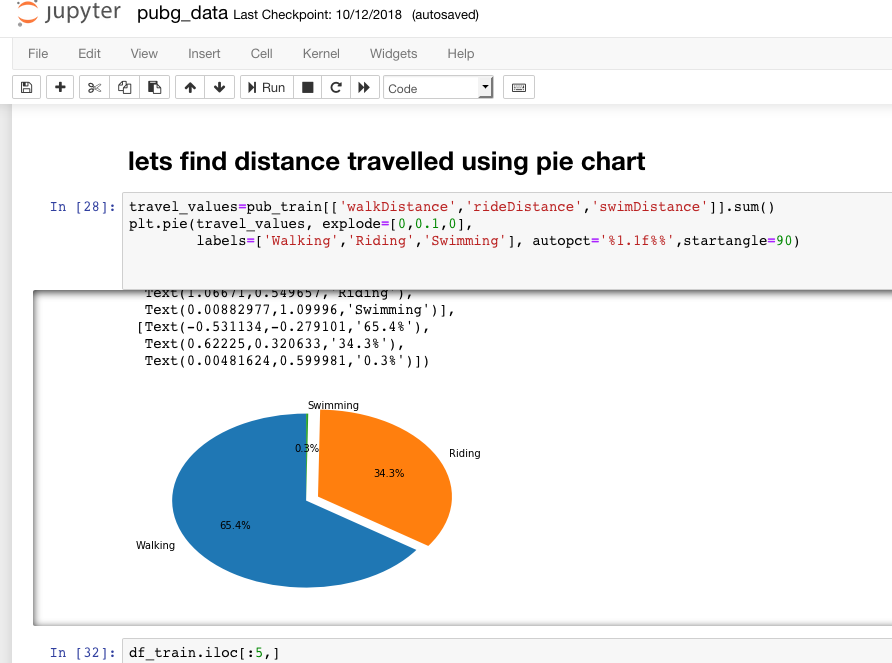 jupyter pubg_data Last Checkpoint: 10/12/2018 (autosaved)
File Edit View Insert Cell Kernel Widgets Help
Run Code
lets find distance travelled using pie chart
In [28]: travel_values=pub_train[['walkDistance','rideDistance','swimDistance']].sum()
plt.pie(travel_values, explode=[0,0.1,0],
labels=['Walking','Riding','Swimming'], autopct='%1.1f%%',startangle=90)
Text(1.06671,0.549657,'Riding'),
Text(0.00882977,1.09996,'Swimming')],
[Text(-0.531134,-0.279101,'65.4%'),
Text(0.62225,0.320633,'34.3%'),
Text(0.00481624,0.599981,'0.3%')])
Swimming
0.3%
Riding
34.3%
65.4%
Walking
In [32]: df_train.iloc[:5,]